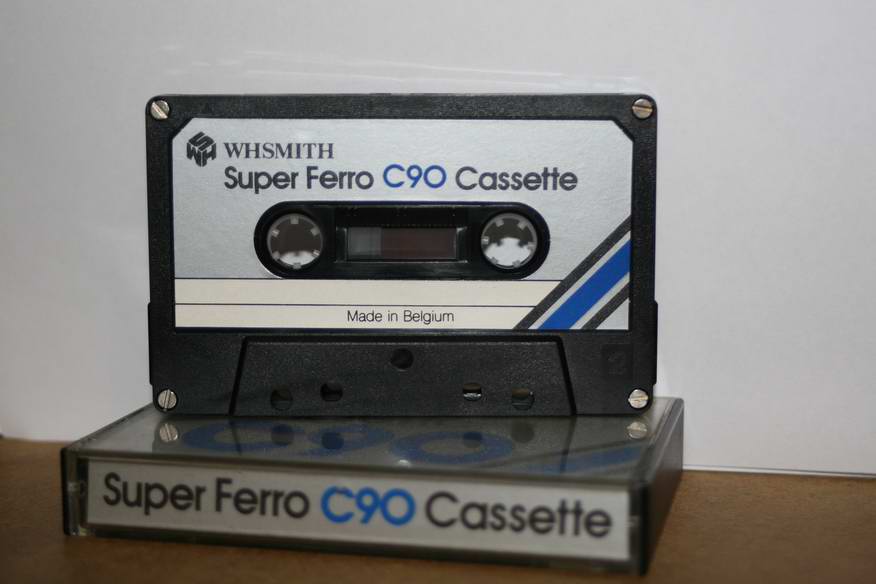 WHSMITH
Super Ferro C90 Cassette
Made in Belgium
Super Ferro C90 Cassette